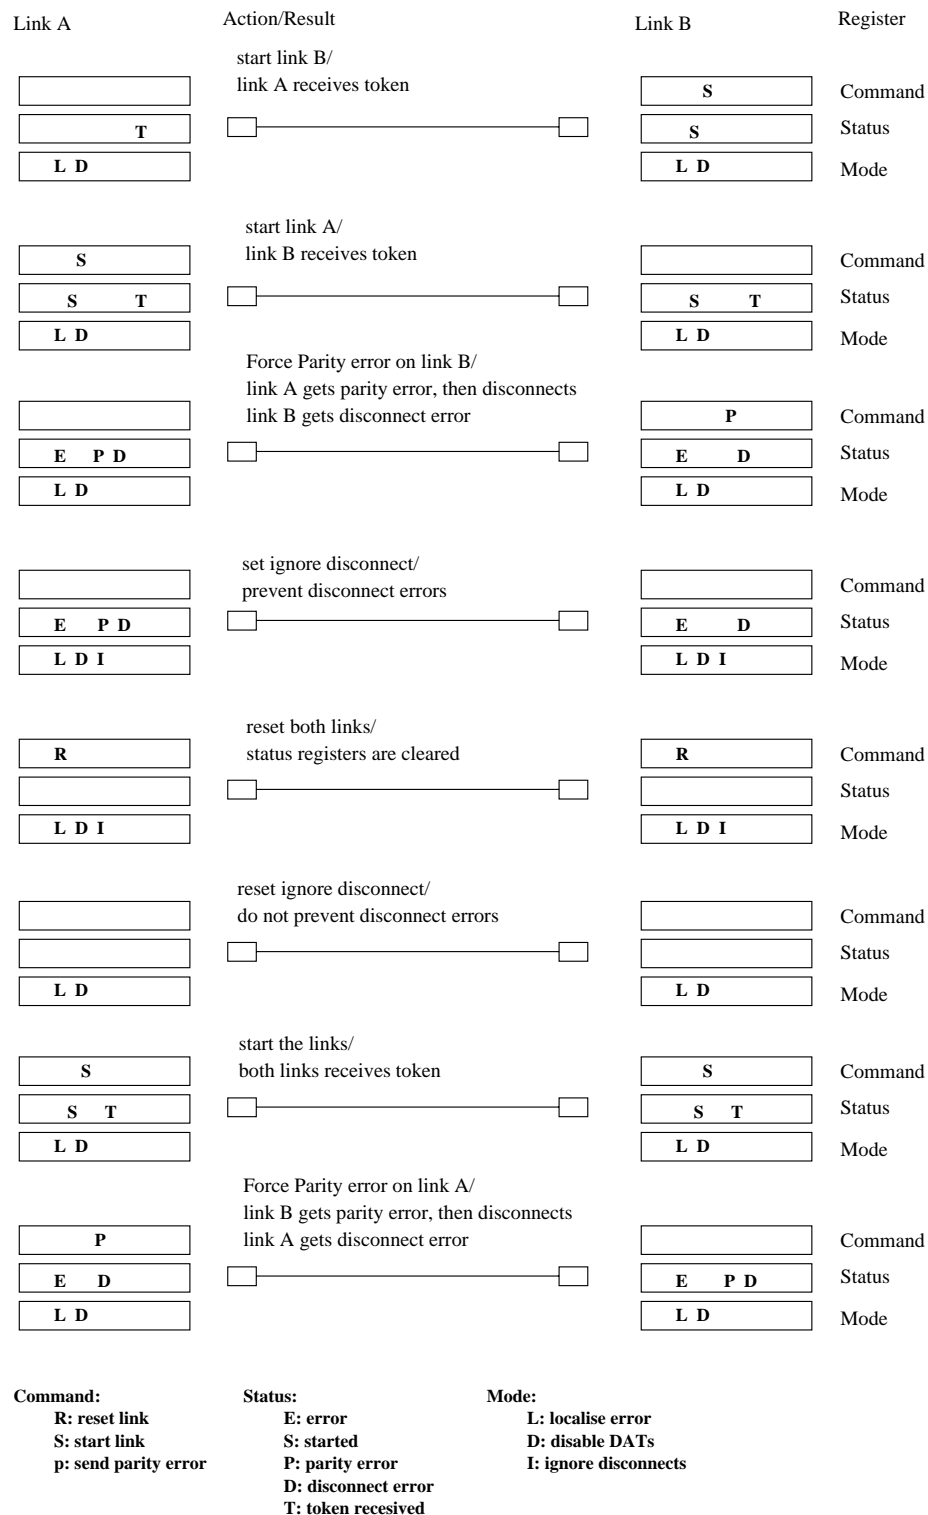 Link A Action/Result Link B Register
start link B/
link A receives token
S Command
T S Status
L D L D Mode
start link A/
link B receives token
S Command
S T S T Status
L D L D Mode
Force Parity error on link B/
link A gets parity error, then disconnects
link B gets disconnect error
P Command
E P D E D Status
L D L D Mode
set ignore disconnect/
prevent disconnect errors
Command
E P D E D Status
L D I L D I Mode
reset both links/
status registers are cleared
R R Command
Status
L D I L D I Mode
reset ignore disconnect/
do not prevent disconnect errors
Command
Status
L D L D Mode
start the links/
both links receives token
S S Command
S T S T Status
L D L D Mode
Force Parity error on link A/
link B gets parity error, then disconnects
link A gets disconnect error
P Command
E D E P D Status
L D L D Mode
Command: Status: Mode:
R: reset link E: error L: localise error
S: start link S: started D: disable DATs
p: send parity error P: parity error I: ignore disconnects
D: disconnect error
T: token recesived